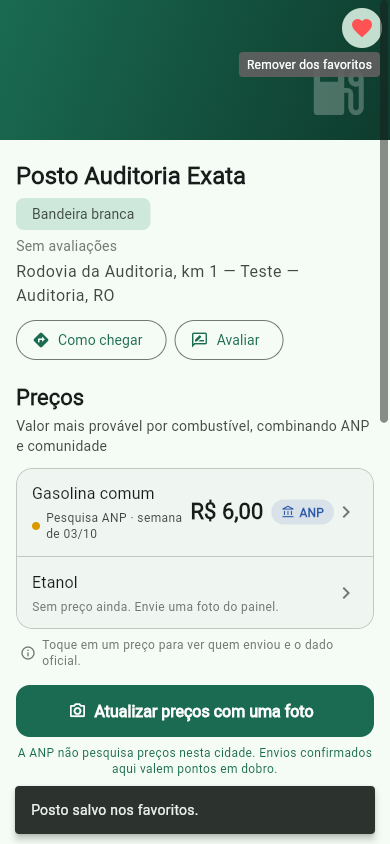 Remover dos favoritos
Posto Auditoria Exata
Bandeira branca
Sem avaliações
Rodovia da Auditoria, km 1 — Teste —
Auditoria, RO
Como chegar
Avaliar
Preços
Valor mais provável por combustível, combinando ANP
e comunidade
Gasolina comum
Pesquisa ANP · semana
de 03/10
R$ 6,00
ANP
Etanol
Sem preço ainda. Envie uma foto do painel.
Toque em um preço para ver quem enviou e o dado
oficial.
Atualizar preços com uma foto
A ANP não pesquisa preços nesta cidade. Envios confirmados
aqui valem pontos em dobro.
Posto salvo nos favoritos.